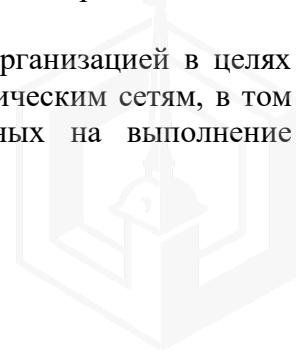 рганизацией в целях
ическим сетям, в том
ных на выполнение